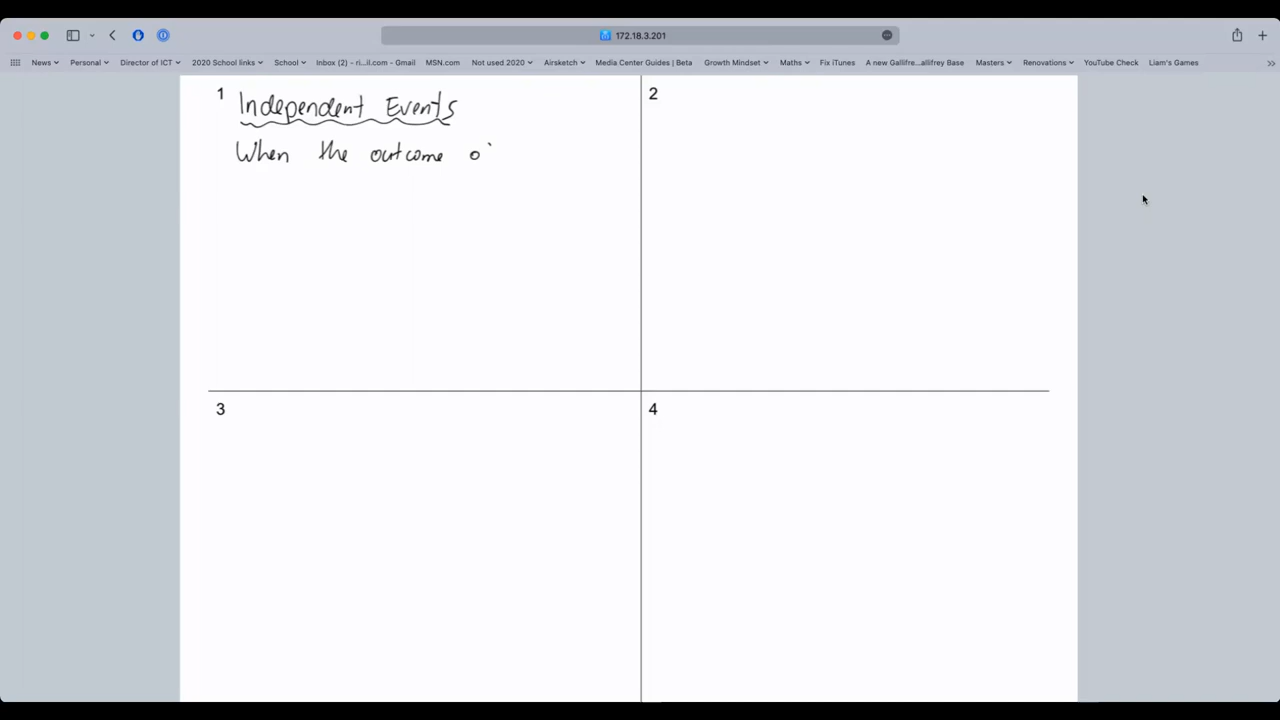 172.18.3.201
News Personal Director of ICT 2020 School links School Inbox (2) - ri...il.com - Gmail MSN.com Not used 2020 Airsketch Media Center Guides | Beta Growth Mindset Maths Fix iTunes A new Gallifre...allifrey Base Masters Renovations YouTube Check Liam's Games
1 Independent Events
When the outcome o
2
3
4